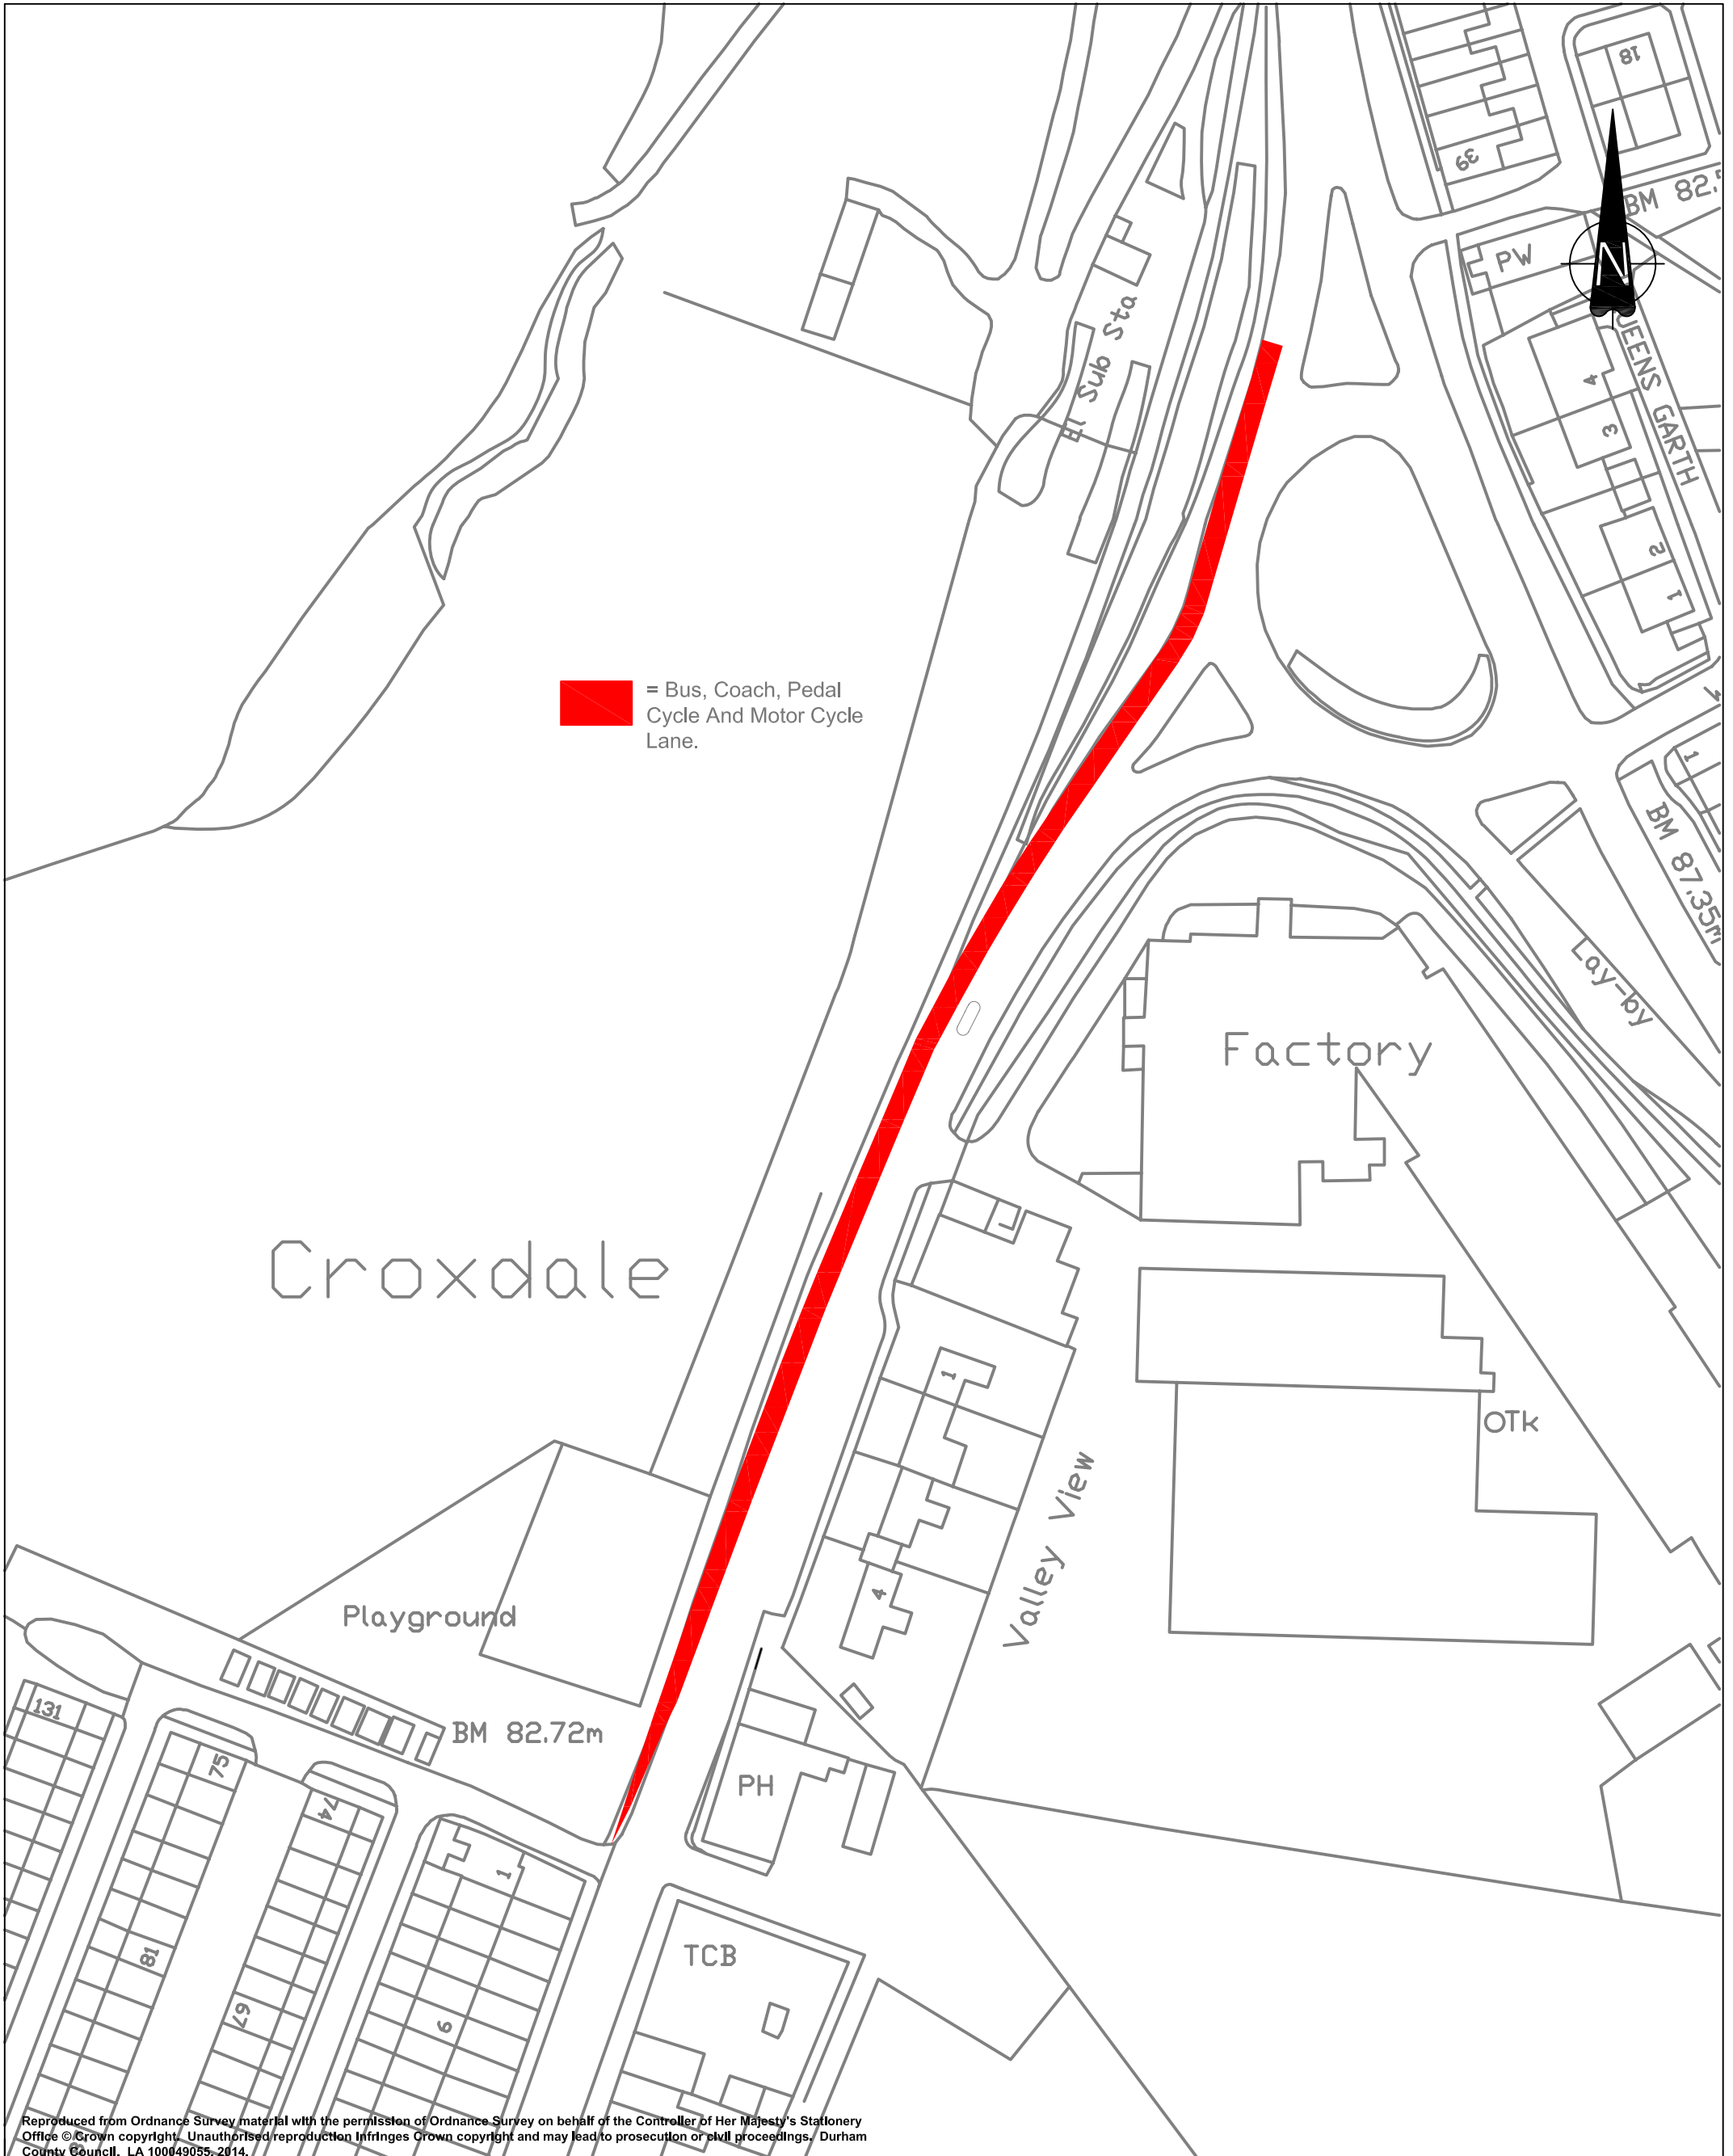 18
39
BM 82.
PW
N
El Sub Sta
4
3
2
1
GARTH
= Bus, Coach, Pedal
Cycle And Motor Cycle
Lane.
1
BM 87.35m
Lay-by
Factory
Croxdale
1
OTk
Valley View
4
Playground
131
BM 82.72m
75
74
PH
1
81
67
6
TCB
Reproduced from Ordnance Survey material with the permission of Ordnance Survey on behalf of the Controller of Her Majesty's Stationery
Office © Crown copyright. Unauthorised reproduction infringes Crown copyright and may lead to prosecution or civil proceedings. Durham
County Council. LA 100049055. 2014.